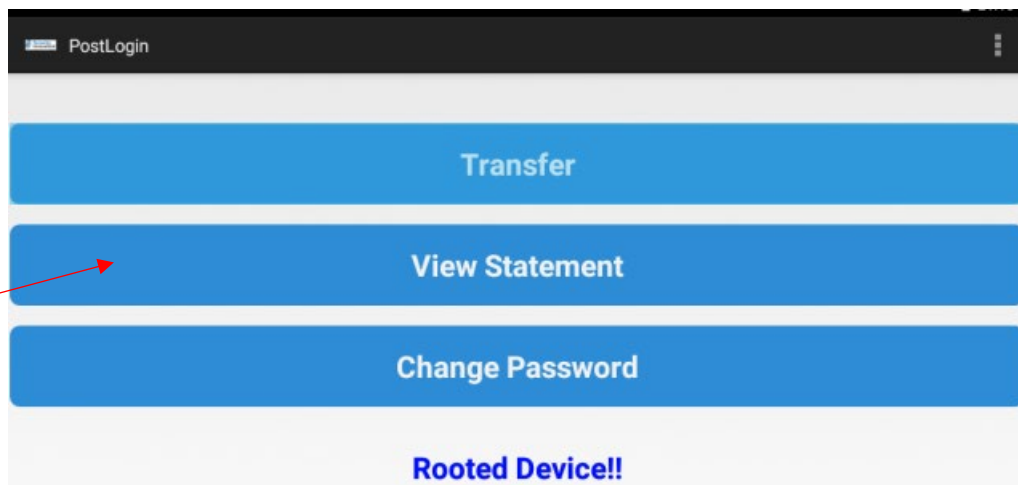 PostLogin
Transfer
View Statement
Change Password
Rooted Device!!